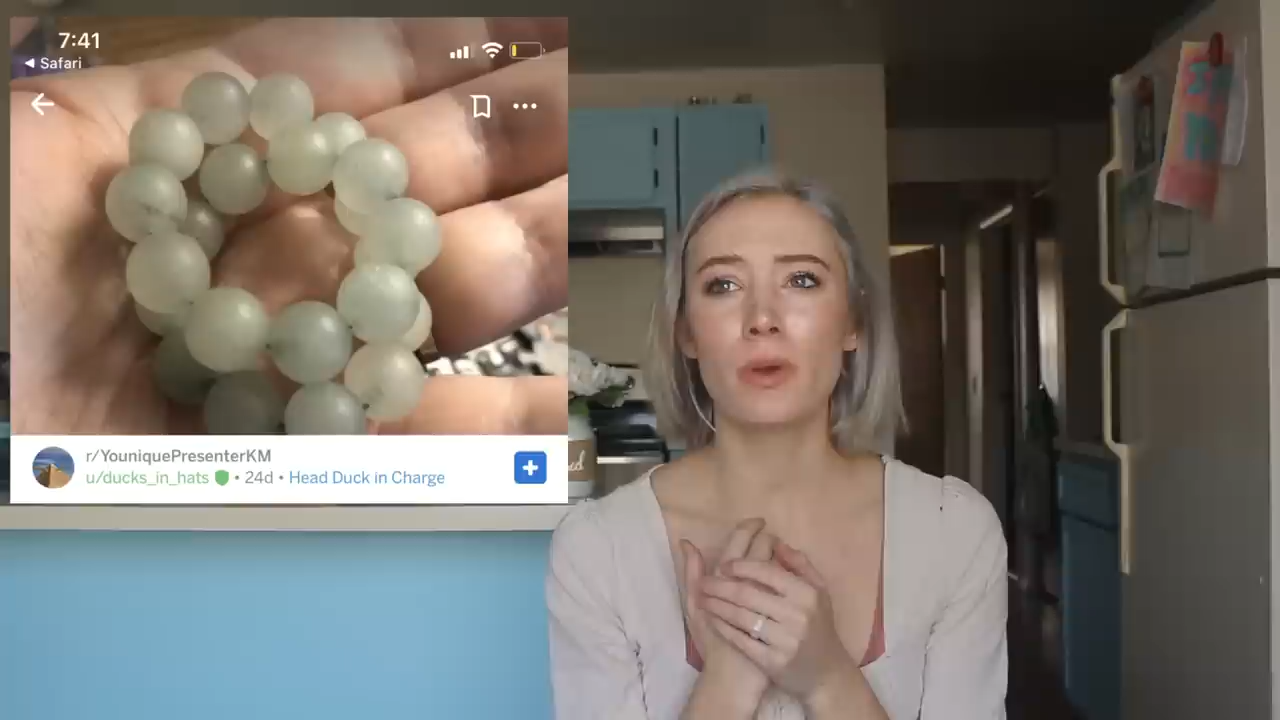 7:41
◀ Safari
r/YouniquePresenterKM
u/ducks_in_hats • 24d • Head Duck in Charge